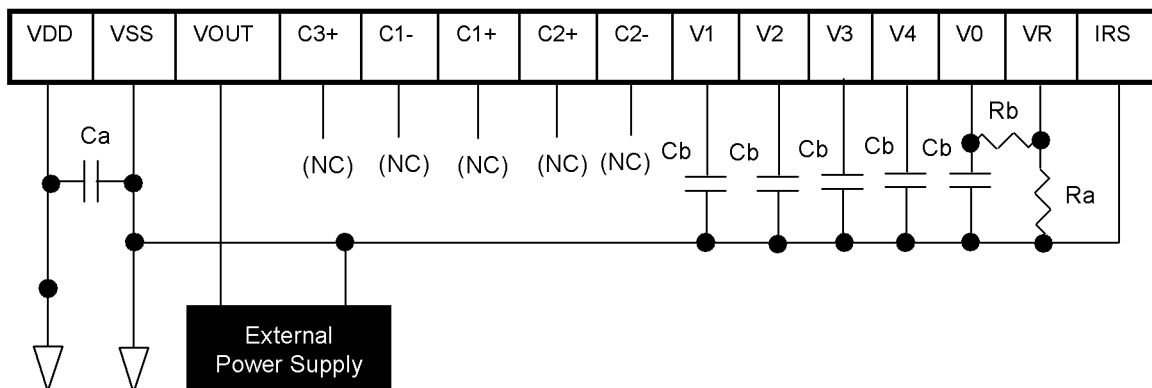 VDD VSS VOUT C3+ C1- C1+ C2+ C2- V1 V2 V3 V4 V0 VR IRS
Ca
Rb
(NC) (NC) (NC) (NC) (NC)
Cb Cb Cb Cb Cb
Ra
External
Power Supply